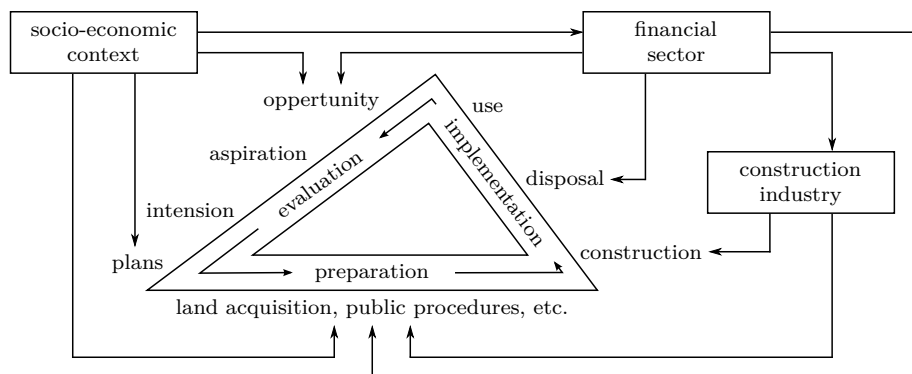 socio-economic
context
financial
sector
oppertunity
use
aspiration
evaluation
implementation
disposal
construction
industry
intension
plans
construction
preparation
land acquisition, public procedures, etc.